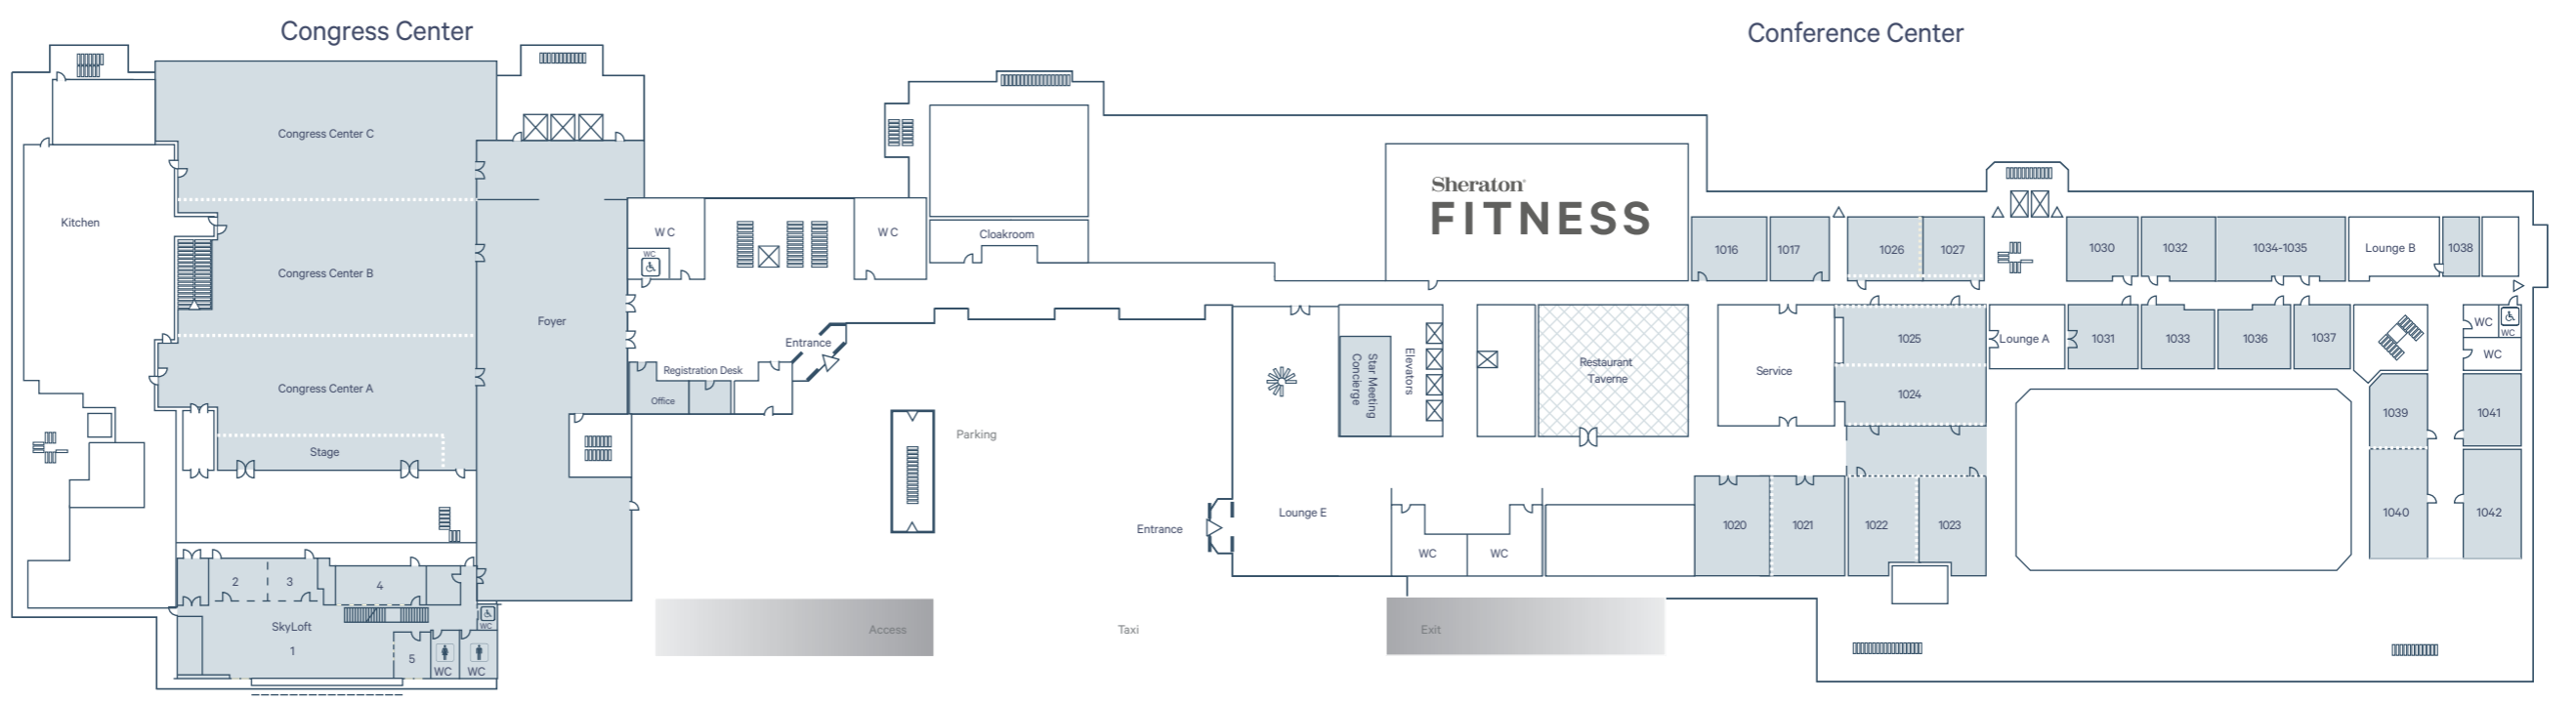 Congress Center
Conference Center
Congress Center C
Kitchen
Congress Center B
Foyer
Congress Center A
Stage
2
3
4
SkyLoft
1
5
WC
WC
WC
WC
WC
WC
Cloakroom
Entrance
Registration Desk
Office
Parking
Access
Taxi
Exit
Entrance
Sheraton
FITNESS
Star Meeting
Concierge
Elevators
Restaurant
Taverne
Service
Lounge E
WC
WC
1016
1017
1026
1027
1030
1032
1034-1035
Lounge B
1038
1025
Lounge A
1031
1033
1036
1037
WC
WC
WC
1024
1039
1041
1020
1021
1022
1023
1040
1042